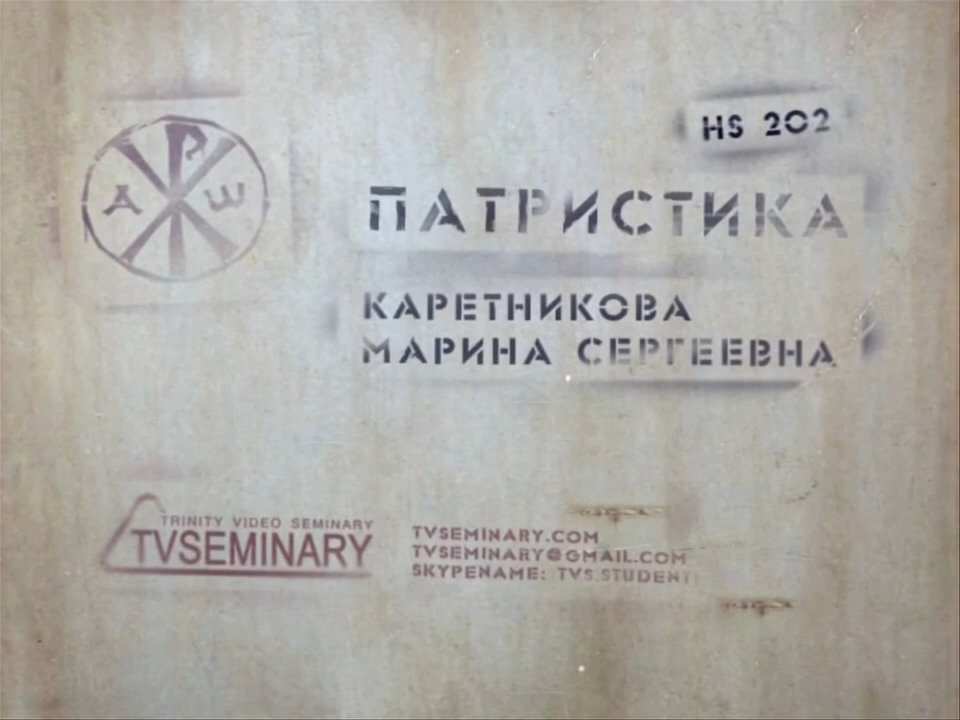 HS 202
ПАТРИСТИКА
КАРЕТНИКОВА
МАРИНА СЕРГЕЕВНА
TRINITY VIDEO SEMINARY
TVSEMINARY
TVSEMINARY.COM
TVSEMINARY@GMAIL.COM
SKYPENAME: TVS.STUDENT
Α Ρ Ш